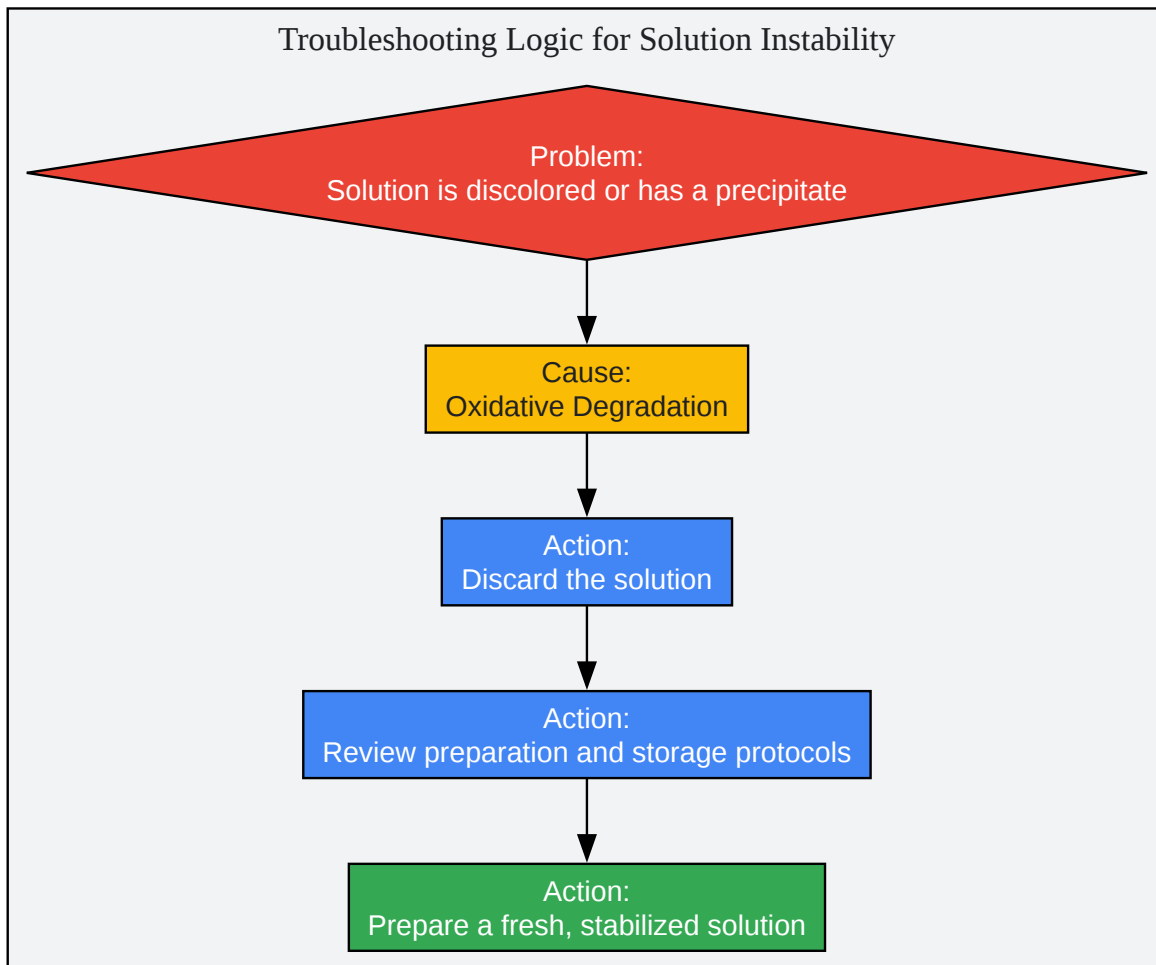 Troubleshooting Logic for Solution Instability
Problem:
Solution is discolored or has a precipitate
Cause:
Oxidative Degradation
Action:
Discard the solution
Action:
Review preparation and storage protocols
Action:
Prepare a fresh, stabilized solution